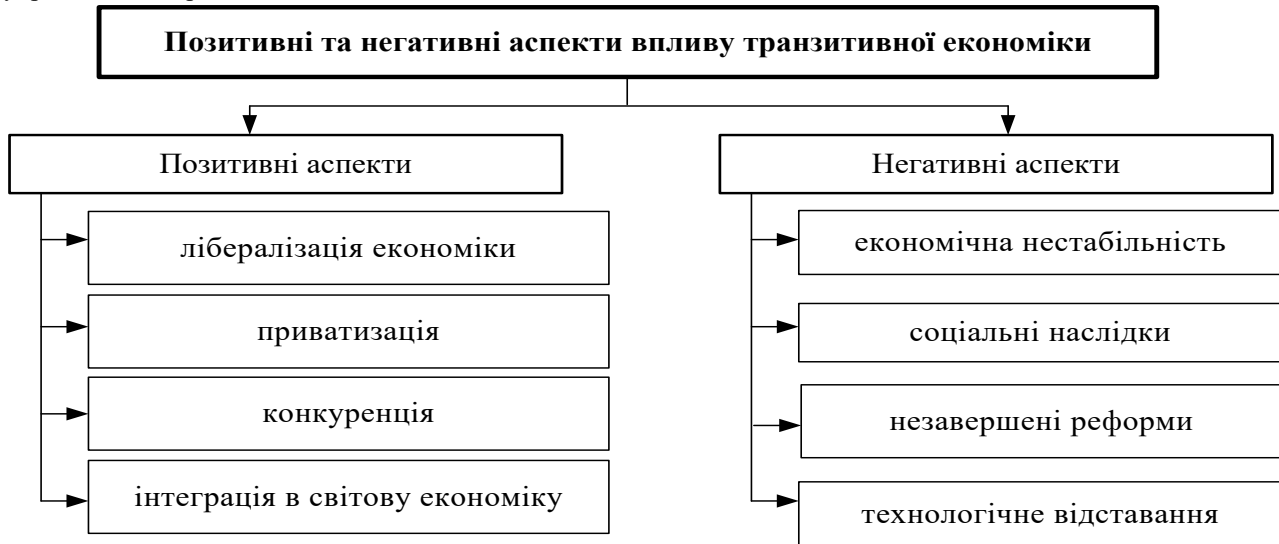 Позитивні та негативні аспекти впливу транзитивної економіки
Позитивні аспекти
лібералізація економіки
приватизація
конкуренція
інтеграція в світову економіку
Негативні аспекти
економічна нестабільність
соціальні наслідки
незавершені реформи
технологічне відставання